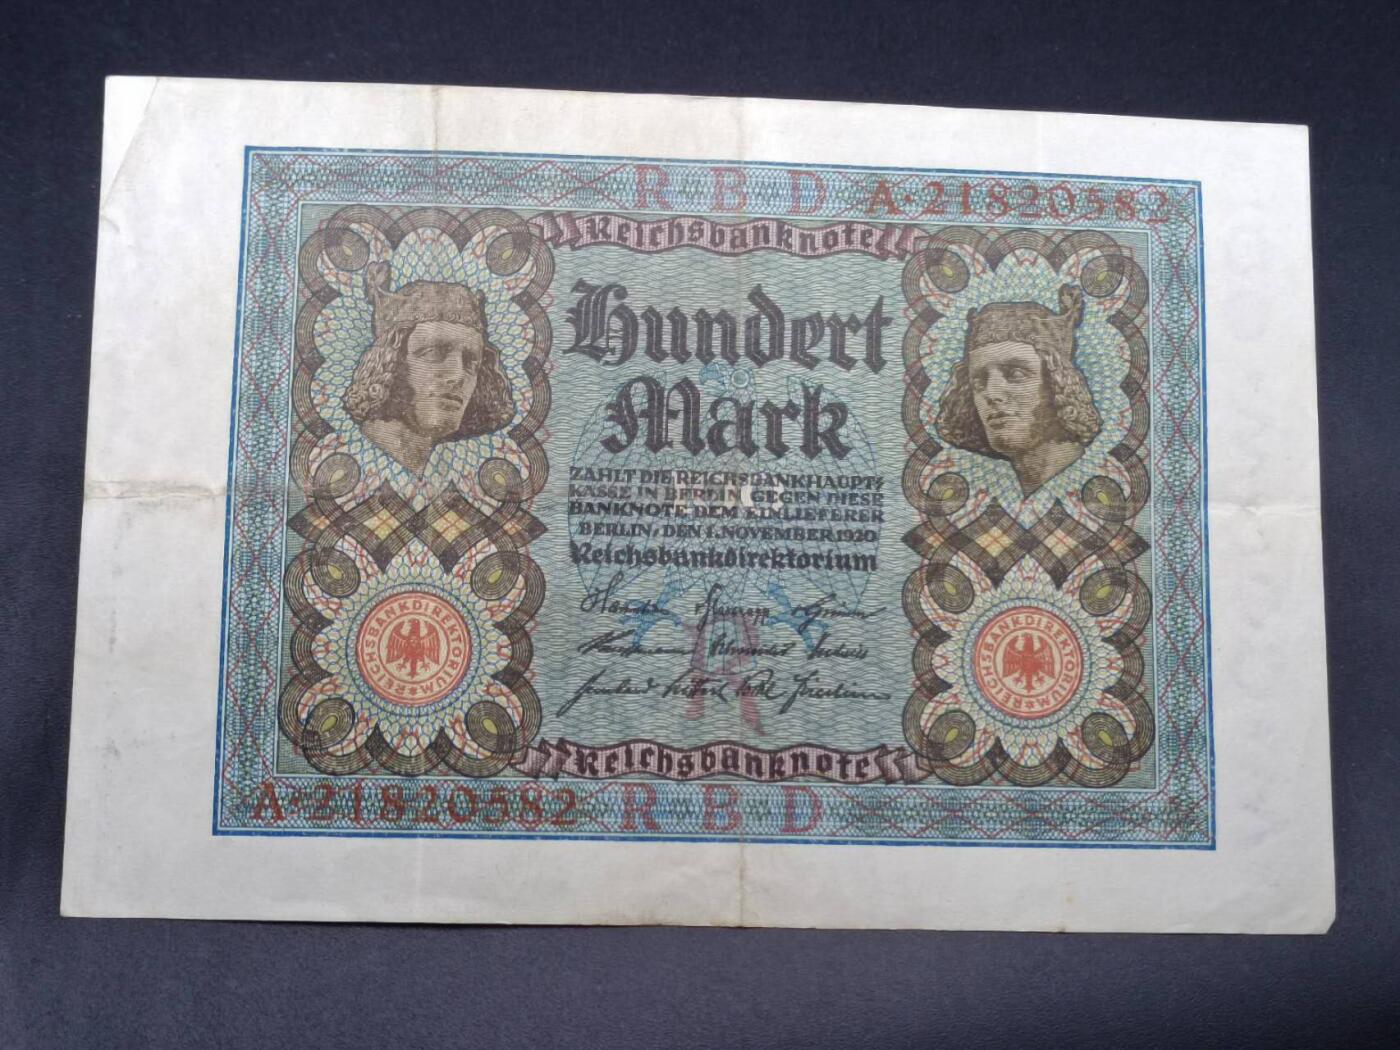 R B D A·21820582
Reichsbanknote
Hundert
Mark
ZAHLT DIE REICHSBANKHAUPT⸗
KASSE IN BERLIN GEGEN DIESE
BANKNOTE DEM EINLIEFERER
BERLIN, DEN 1. NOVEMBER 1920
Reichsbankdirektorium
REICHSBANKDIREKTORIUM
REICHSBANKDIREKTORIUM
Reichsbanknote
A·21820582 R B D